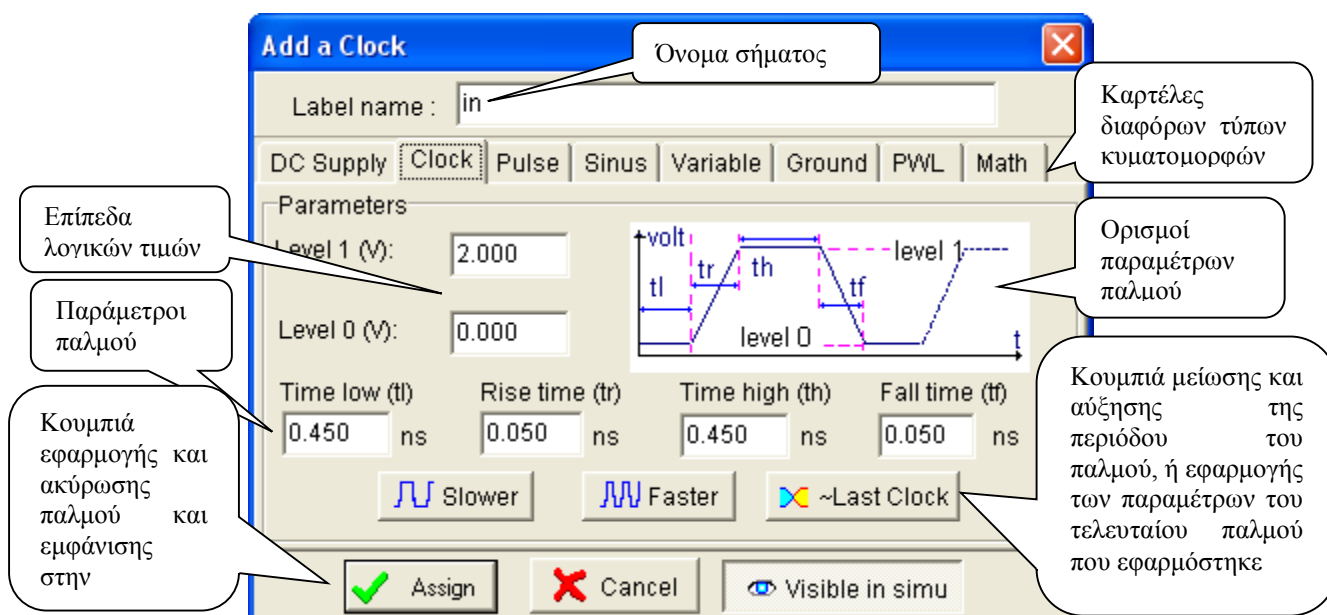 Add a Clock
Όνομα σήματος
Label name :
in
Καρτέλες
διαφόρων τύπων
κυματομορφών
DC Supply
Clock
Pulse
Sinus
Variable
Ground
PWL
Math
Επίπεδα
λογικών τιμών
Parameters
Level 1 (V):
2.000
volt
level 1
tr
th
tl
tf
level 0
t
Ορισμοί
παραμέτρων
παλμού
Παράμετροι
παλμού
Level 0 (V):
0.000
Time low (tl)
Rise time (tr)
Time high (th)
Fall time (tf)
0.450 ns
0.050 ns
0.450 ns
0.050 ns
Κουμπιά μείωσης και
αύξησης της
περιόδου του
παλμού, ή εφαρμογής
των παραμέτρων του
τελευταίου παλμού
που εφαρμόστηκε
Κουμπιά
εφαρμογής και
ακύρωσης
παλμού και
εμφάνισης
στην
Slower
Faster
~Last Clock
Assign
Cancel
Visible in simu